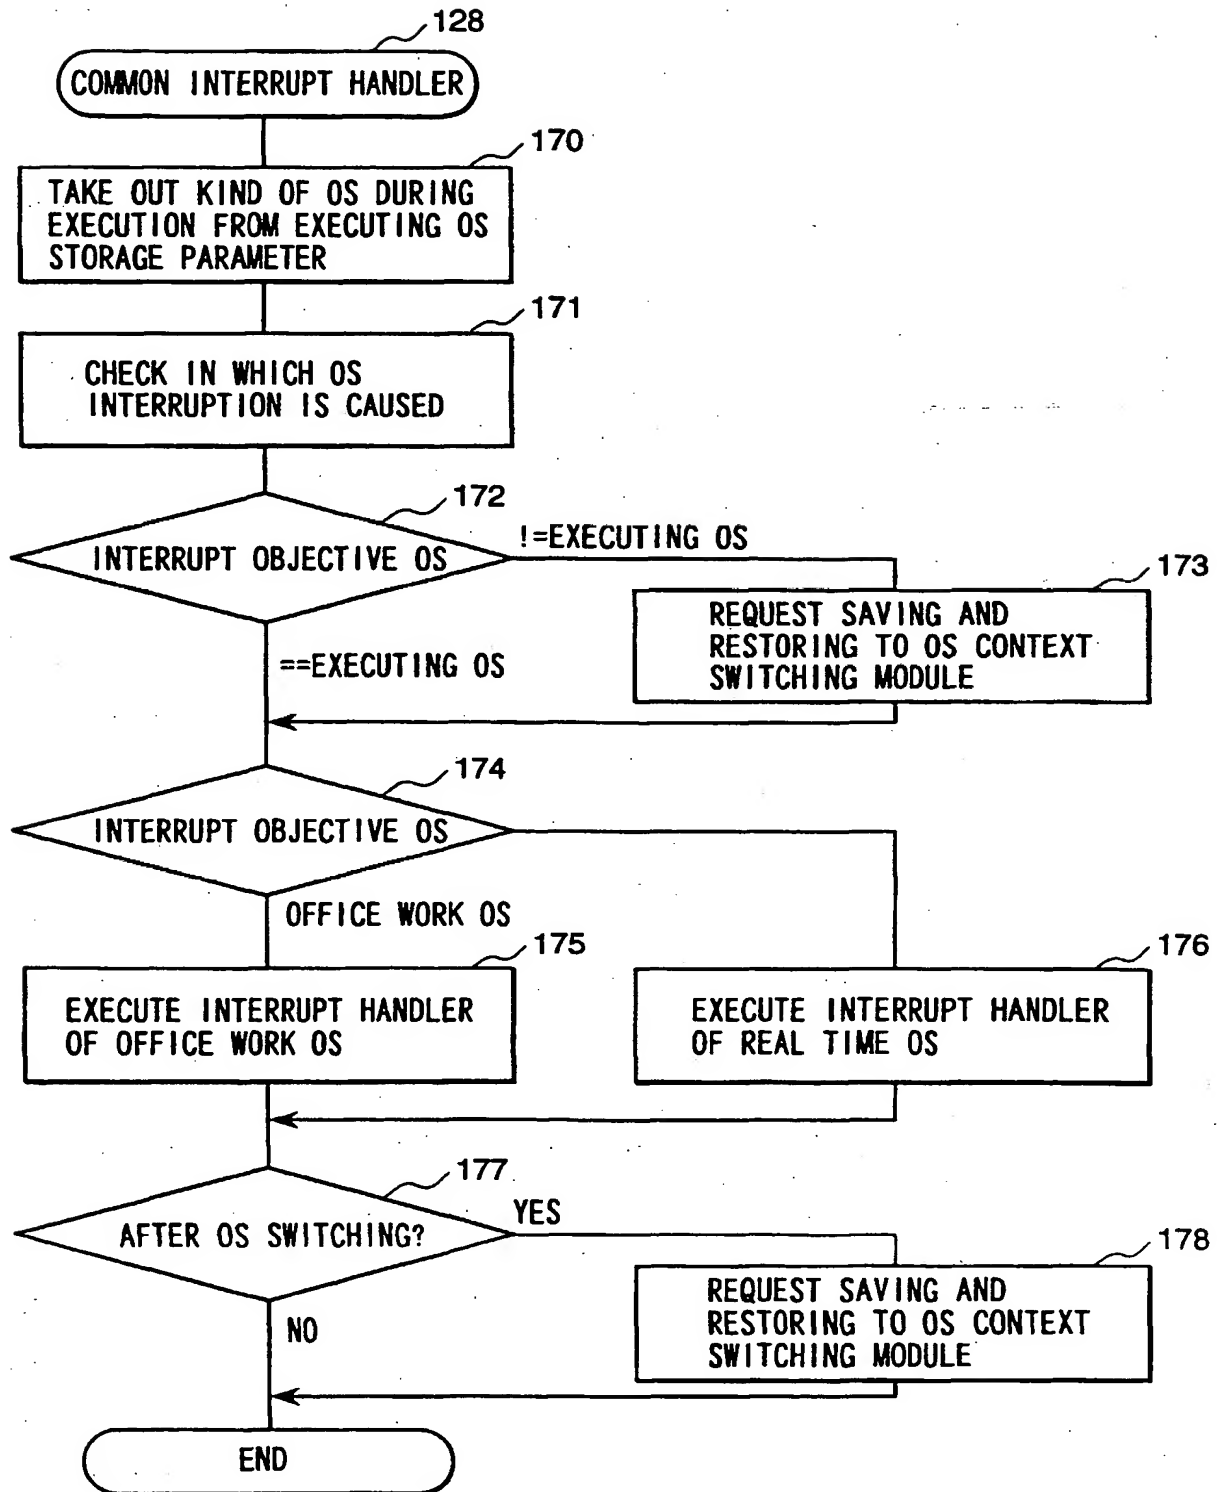 128
COMMON INTERRUPT HANDLER
170
TAKE OUT KIND OF OS DURING
EXECUTION FROM EXECUTING OS
STORAGE PARAMETER
171
CHECK IN WHICH OS
INTERRUPTION IS CAUSED
172
INTERRUPT OBJECTIVE OS
!=EXECUTING OS
173
REQUEST SAVING AND
RESTORING TO OS CONTEXT
SWITCHING MODULE
==EXECUTING OS
174
INTERRUPT OBJECTIVE OS
OFFICE WORK OS
175
EXECUTE INTERRUPT HANDLER
OF OFFICE WORK OS
176
EXECUTE INTERRUPT HANDLER
OF REAL TIME OS
177
AFTER OS SWITCHING?
YES
178
REQUEST SAVING AND
RESTORING TO OS CONTEXT
SWITCHING MODULE
NO
END